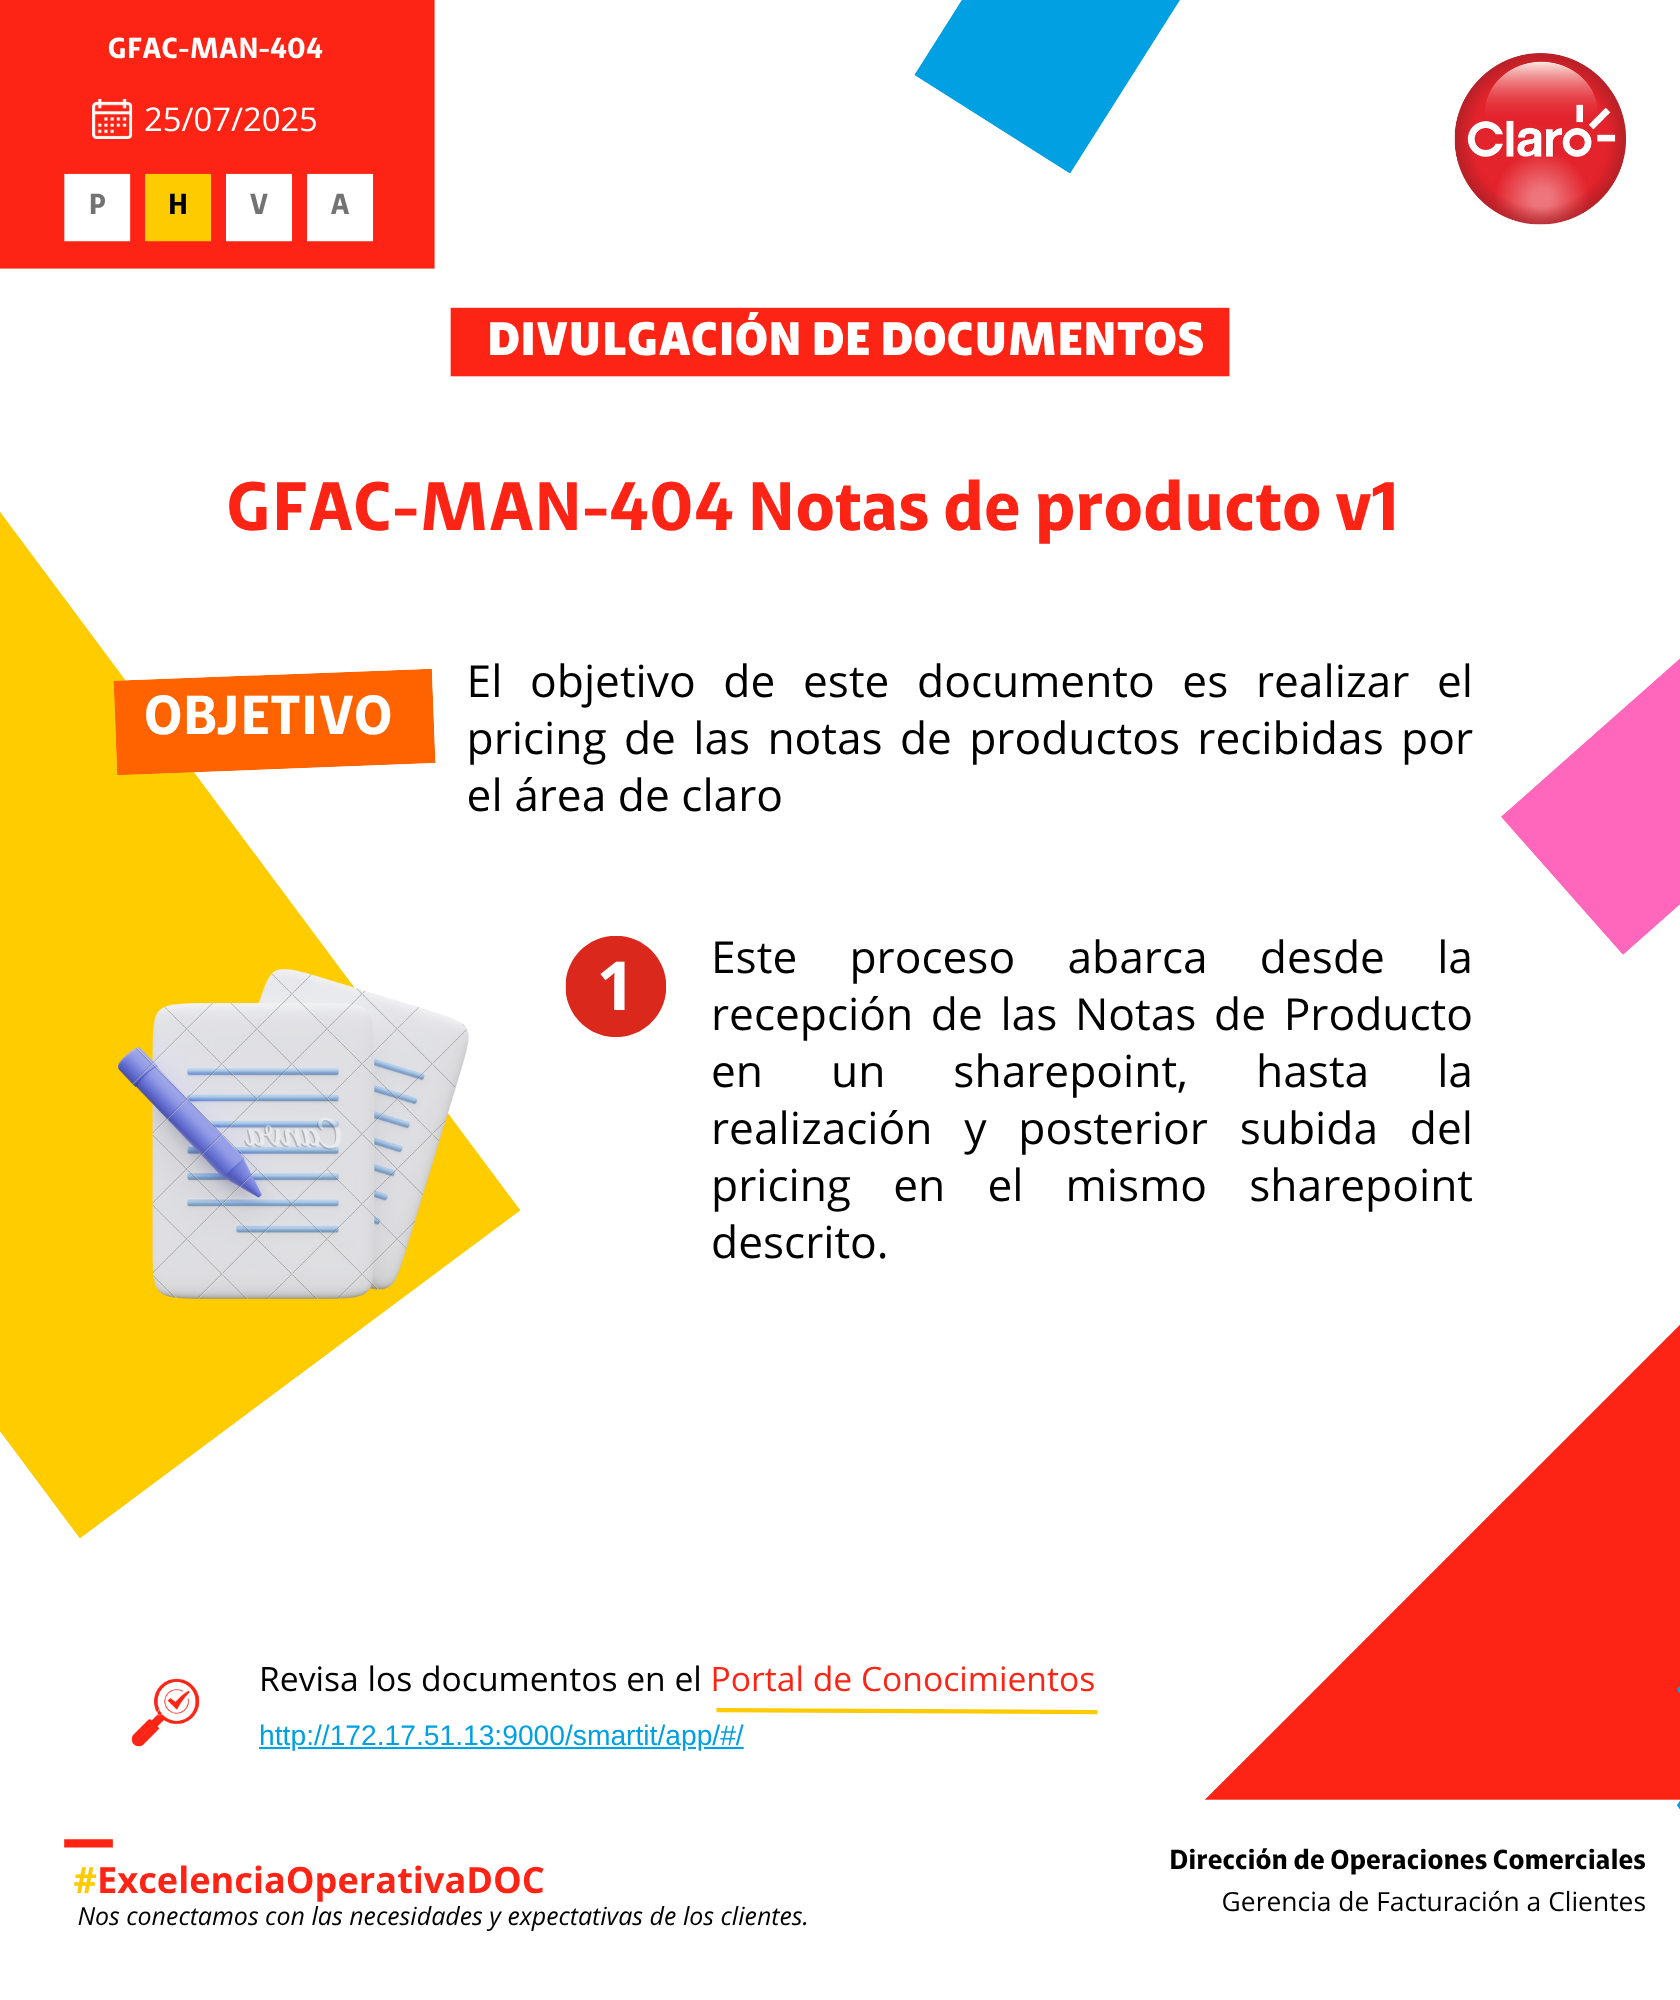 GFAC-MAN-404
25/07/2025
P H V A
Claro
DIVULGACIÓN DE DOCUMENTOS
GFAC-MAN-404 Notas de producto v1
OBJETIVO
El objetivo de este documento es realizar el
pricing de las notas de productos recibidas por
el área de claro
1
Este proceso abarca desde la
recepción de las Notas de Producto
en un sharepoint, hasta la
realización y posterior subida del
pricing en el mismo sharepoint
descrito.
Canva
Revisa los documentos en el Portal de Conocimientos
http://172.17.51.13:9000/smartit/app/#/
#ExcelenciaOperativaDOC
Nos conectamos con las necesidades y expectativas de los clientes.
Dirección de Operaciones Comerciales
Gerencia de Facturación a Clientes